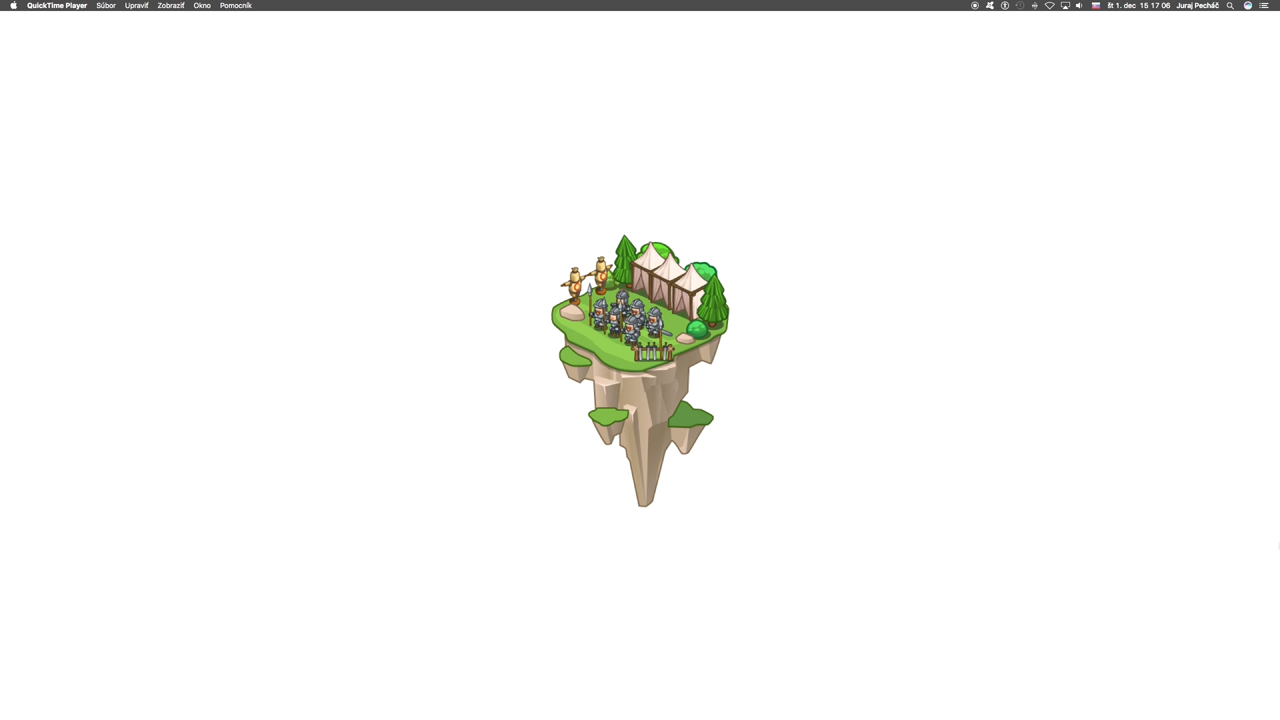 QuickTime Player Súbor Upraviť Zobraziť Okno Pomocník št 1. dec 15 17 06 Juraj Pecháč